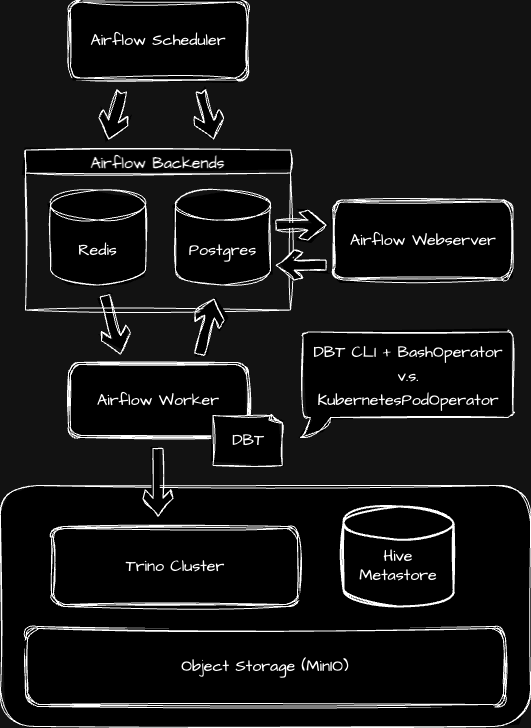 Airflow Scheduler
Airflow Backends
Redis
Postgres
Airflow Webserver
DBT CLI + BashOperator
v.s.
KubernetesPodOperator
Airflow Worker
DBT
Trino Cluster
Hive
Metastore
Object Storage (MinIO)